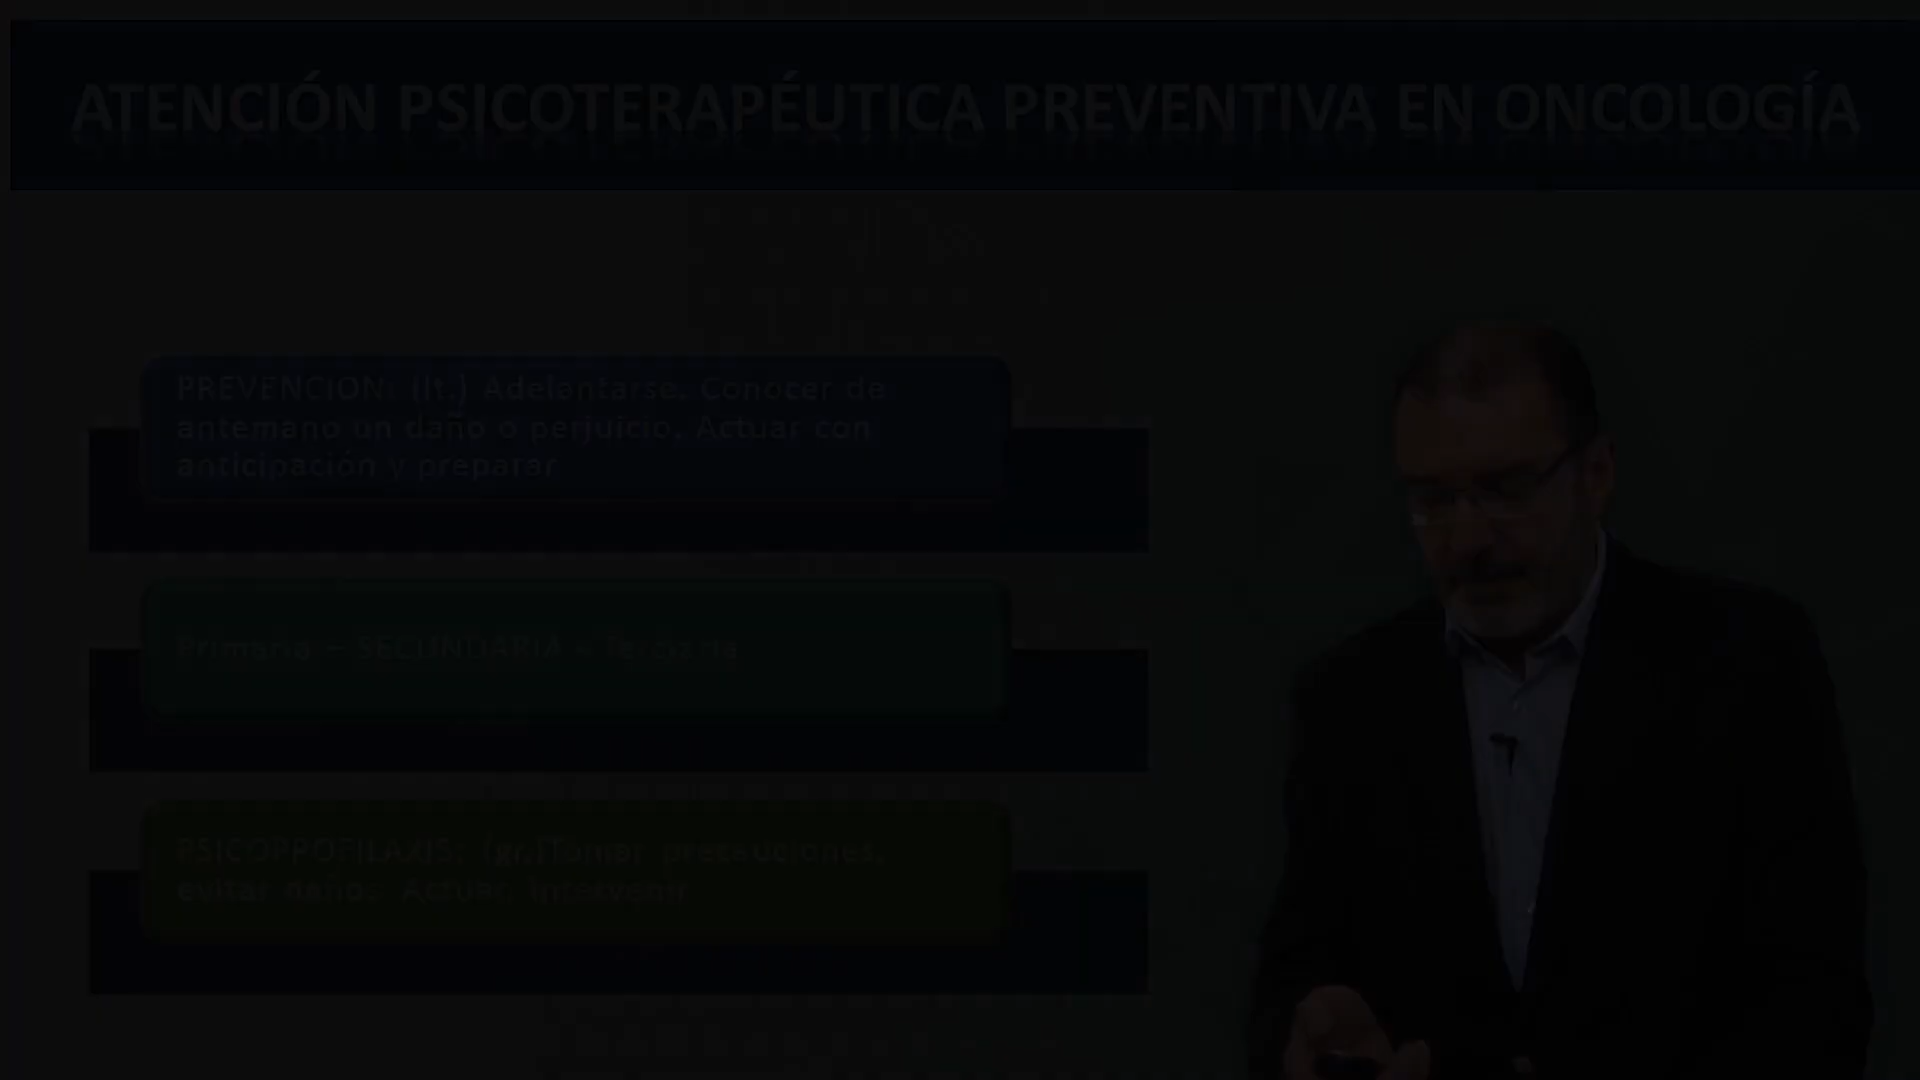 ATENCIÓN PSICOTERAPÉUTICA PREVENTIVA EN ONCOLOGÍA
PREVENCION: (lt.) Adelantarse. Conocer de
antemano un daño o perjuicio. Actuar con
anticipación y preparar
Primaria – SECUNDARIA – Terciaria
PSICOPROFILAXIS: (gr.)Tomar precauciones,
evitar daños. Actuar, intervenir